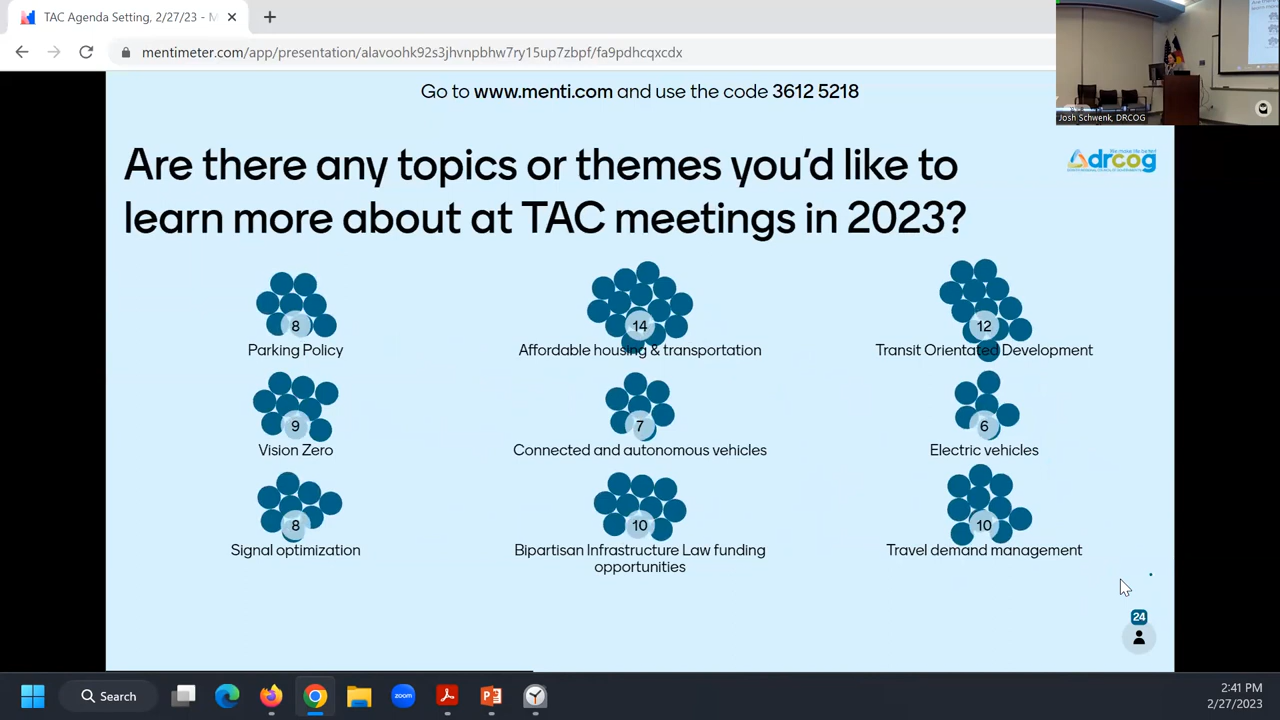 TAC Agenda Setting, 2/27/23 - M
mentimeter.com/app/presentation/alavoohk92s3jhvnpbhw7ry15up7zbpf/fa9pdhcqxcdx
Go to www.menti.com and use the code 3612 5218
Josh Schwenk, DRCOG
Are there any topics or themes you'd like to
learn more about at TAC meetings in 2023?
drcog
8
14
12
Parking Policy
Affordable housing & transportation
Transit Orientated Development
9
7
6
Vision Zero
Connected and autonomous vehicles
Electric vehicles
8
10
10
Signal optimization
Bipartisan Infrastructure Law funding
opportunities
Travel demand management
24
Search
zoom
2:41 PM
2/27/2023